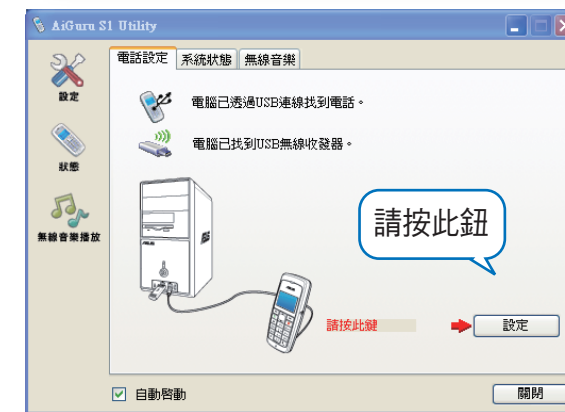 AiGuru S1 Utility
電話設定 系統狀態 無線音樂
設定
電腦已透過USB連線找到電話。
電腦已找到USB無線收發器。
狀態
無線音樂播放
請按此鈕
請按此鍵
設定
自動啓動
關閉